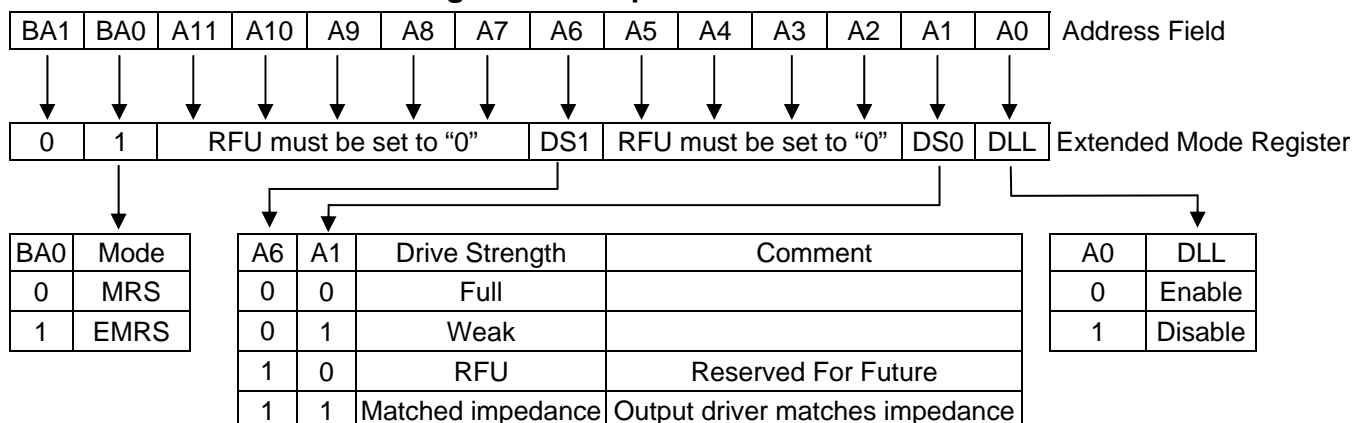 BA1 BA0 A11 A10 A9 A8 A7 A6 A5 A4 A3 A2 A1 A0 Address Field
0 1 RFU must be set to “0” DS1 RFU must be set to “0” DS0 DLL Extended Mode Register
BA0 Mode
0 MRS
1 EMRS
A6 A1 Drive Strength Comment
0 0 Full
0 1 Weak
1 0 RFU Reserved For Future
1 1 Matched impedance Output driver matches impedance
A0 DLL
0 Enable
1 Disable